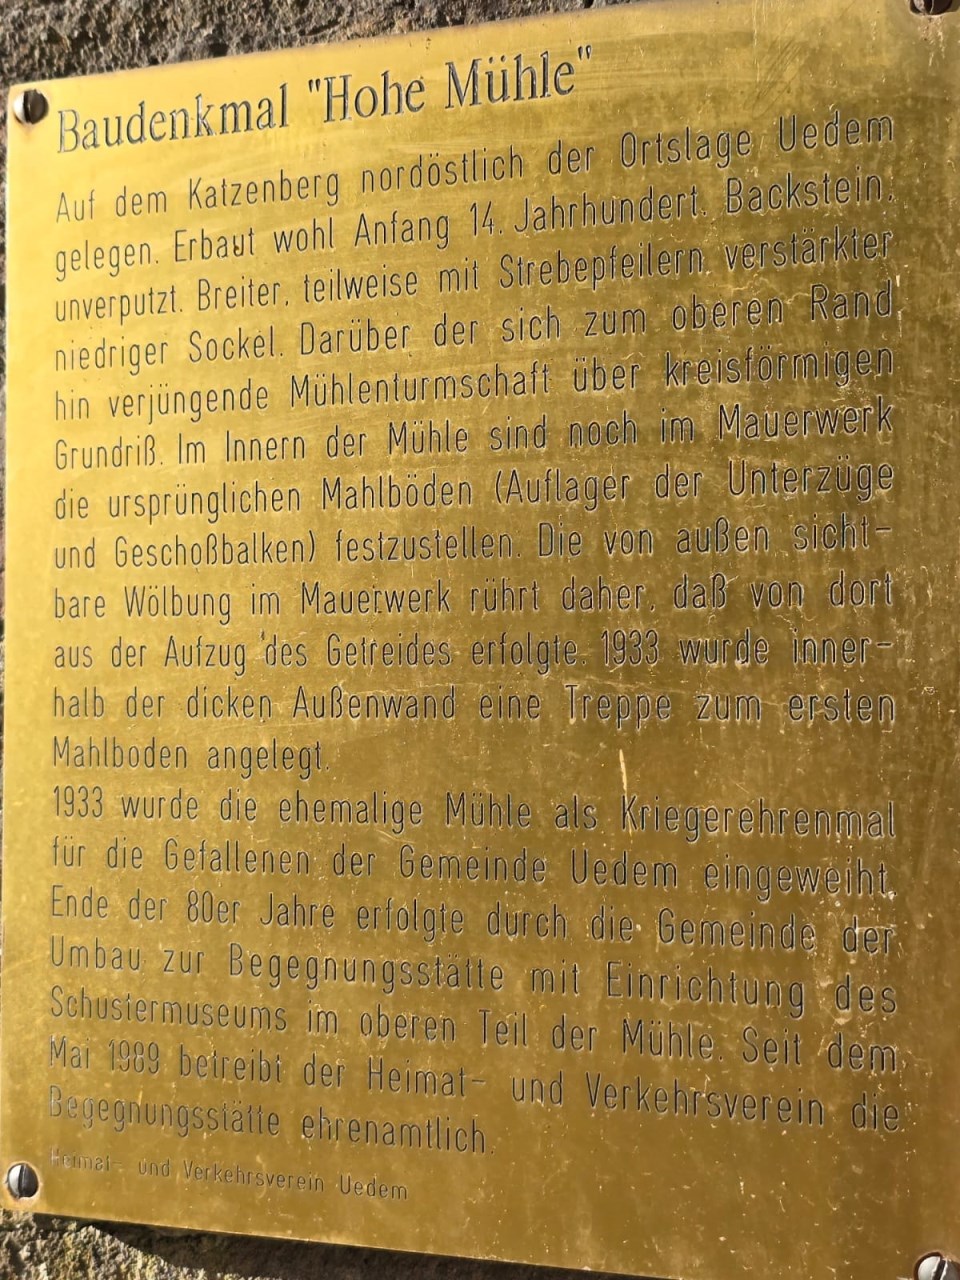 Baudenkmal "Hohe Mühle"
Auf dem Katzenberg nordöstlich der Ortslage Uedem
gelegen. Erbaut wohl Anfang 14. Jahrhundert. Backstein,
unverputzt. Breiter, teilweise mit Strebepfeilern verstärkter
niedriger Sockel. Darüber der sich zum oberen Rand
hin verjüngende Mühlenturmschaft über kreisförmigen
Grundriß. Im Innern der Mühle sind noch im Mauerwerk
die ursprünglichen Mahlböden (Auflager der Unterzüge
und Geschoßbalken) festzustellen. Die von außen sicht-
bare Wölbung im Mauerwerk rührt daher, daß von dort
aus der Aufzug des Getreides erfolgte. 1933 wurde inner-
halb der dicken Außenwand eine Treppe zum ersten
Mahlboden angelegt.
1933 wurde die ehemalige Mühle als Kriegerehrenmal
für die Gefallenen der Gemeinde Uedem eingeweiht.
Ende der 80er Jahre erfolgte durch die Gemeinde der
Umbau zur Begegnungsstätte mit Einrichtung des
Schustermuseums im oberen Teil der Mühle. Seit dem
Mai 1989 betreibt der Heimat- und Verkehrsverein die
Begegnungsstätte ehrenamtlich.
Heimat- und Verkehrsverein Uedem